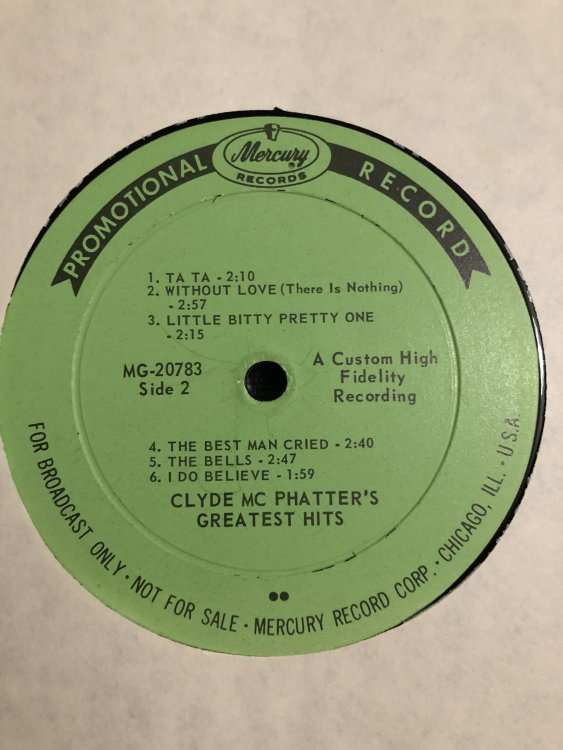 PROMOTIONAL RECORD
Mercury
®
RECORDS
1. TA TA - 2:10
2. WITHOUT LOVE (There Is Nothing)
- 2:57
3. LITTLE BITTY PRETTY ONE
- 2:15
MG-20783
Side 2
A Custom High
Fidelity
Recording
4. THE BEST MAN CRIED - 2:40
5. THE BELLS - 2:47
6. I DO BELIEVE - 1:59
CLYDE MC PHATTER'S
GREATEST HITS
FOR BROADCAST ONLY · NOT FOR SALE · MERCURY RECORD CORP. · CHICAGO, ILL. · U.S.A.